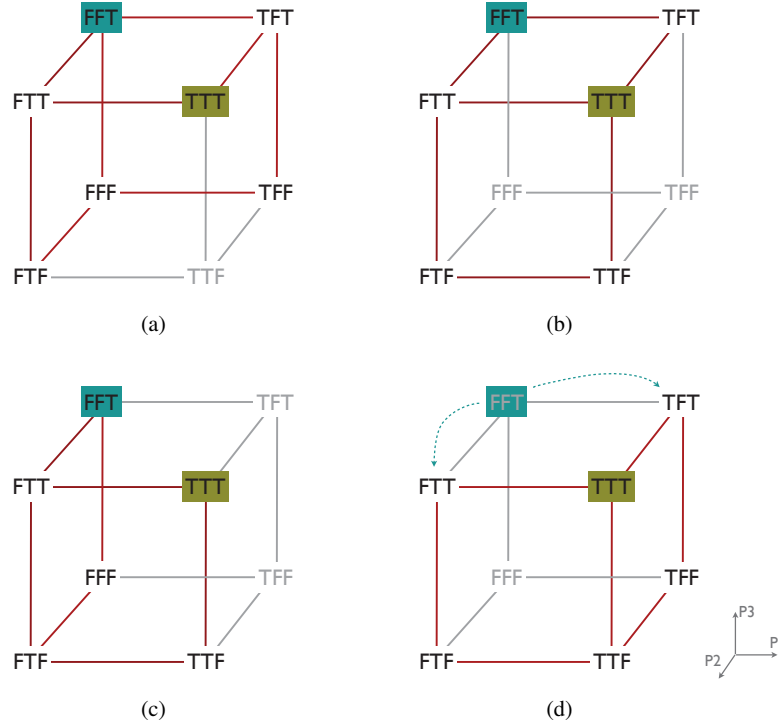 FFT TFT FFT TFT
FTT TTT FTT TTT
FFF TFF FFF TFF
FTF TTF FTF TTF
(a) (b)
FFT TFT FFT TFT
FTT TTT FTT TTT
FFF TFF FFF TFF
P3
P
P2
FTF TTF FTF TTF
(c) (d)